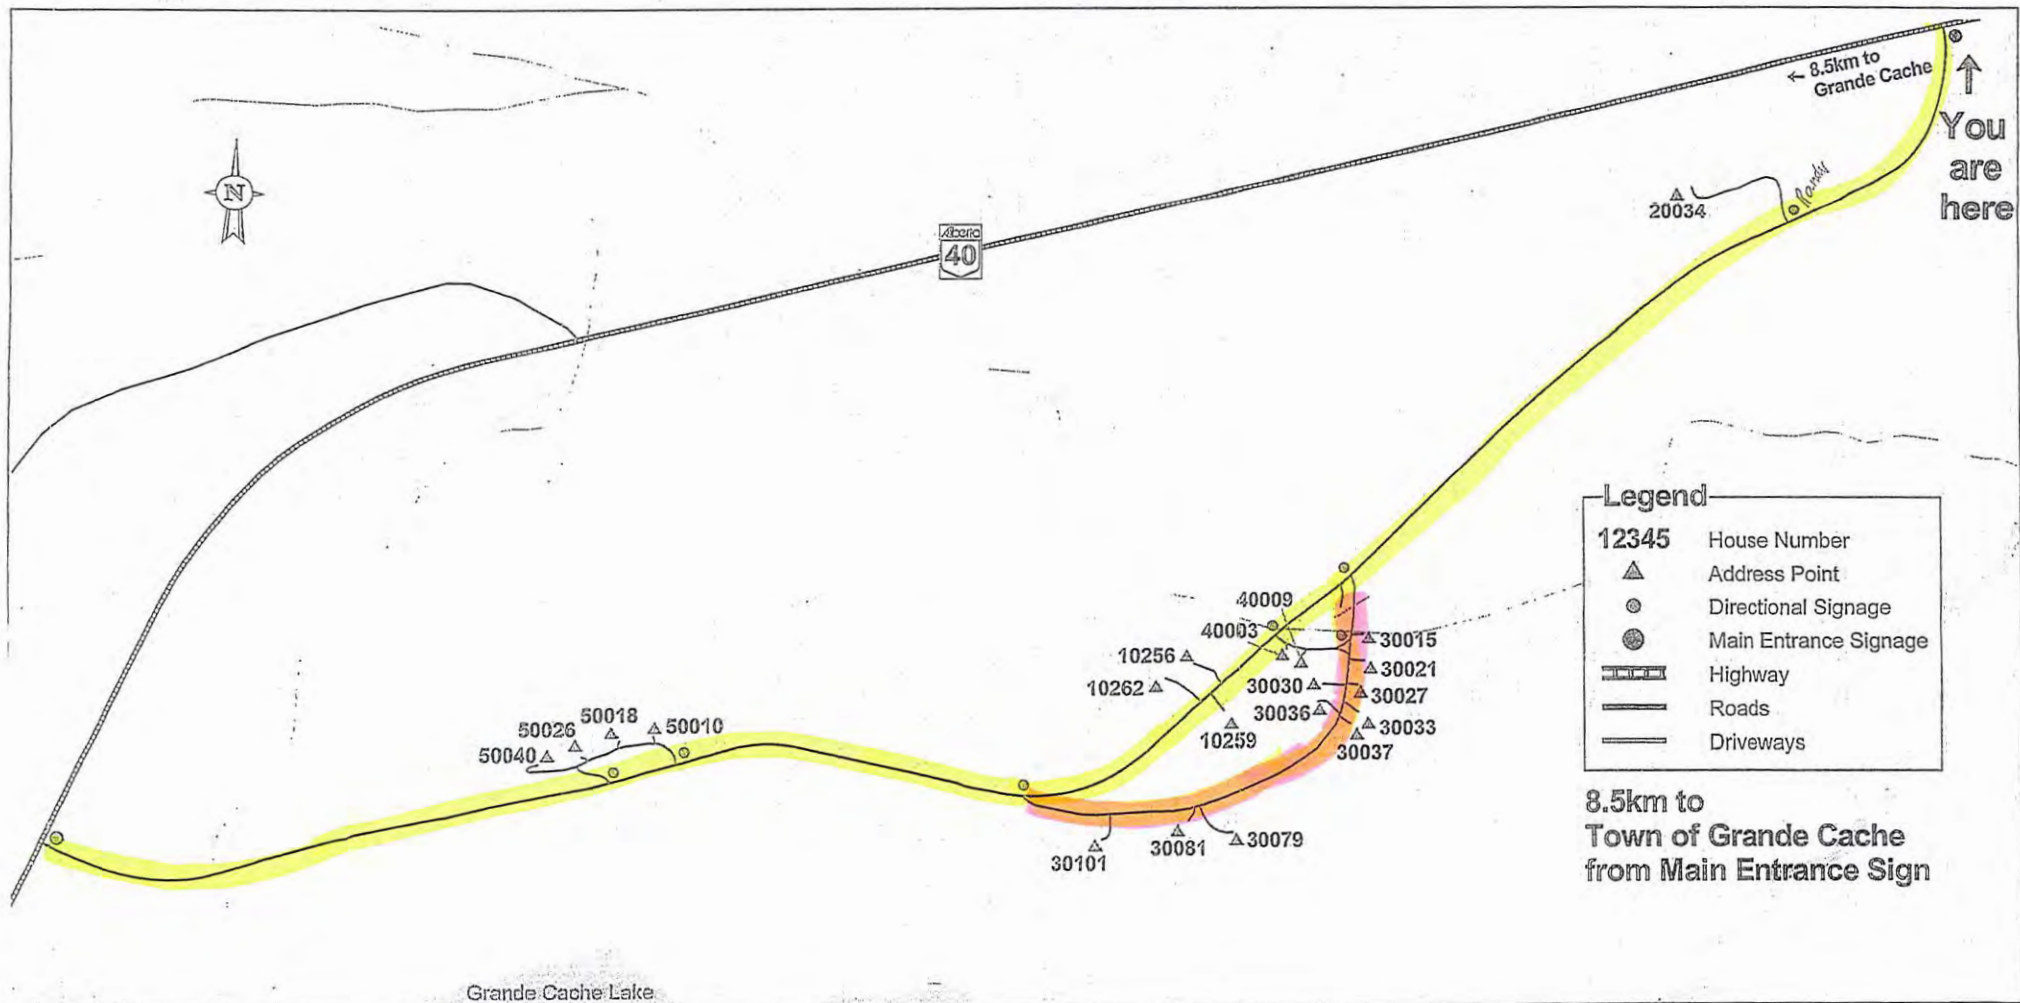 ← 8.5km to
Grande Cache
You
are
here
N
20034
Alberta
40
Legend
12345 House Number
Address Point
Directional Signage
Main Entrance Signage
Highway
Roads
Driveways
40009
40003
30015
10256
30021
10262
30030
30027
30036
30033
10259
30037
50018
50010
50026
50040
30101
30081
30079
8.5km to
Town of Grande Cache
from Main Entrance Sign
Grande Cache Lake